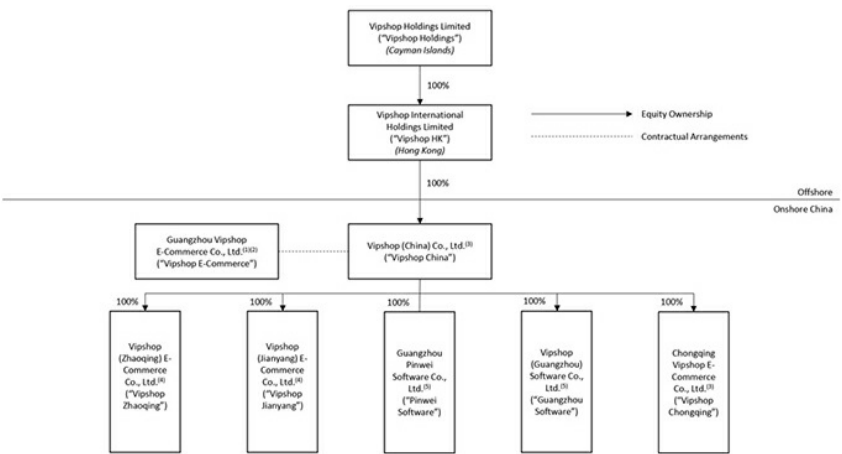 Vipshop Holdings Limited
("Vipshop Holdings")
(Cayman Islands)
100%
Vipshop International
Holdings Limited
("Vipshop HK")
(Hong Kong)
Equity Ownership
Contractual Arrangements
100%
Offshore
Onshore China
Guangzhou Vipshop
E-Commerce Co., Ltd.(1)(2)
("Vipshop E-Commerce")
Vipshop (China) Co., Ltd.(3)
("Vipshop China")
100%
100%
100%
100%
100%
Vipshop
(Zhaoqing) E-
Commerce
Co., Ltd.(4)
("Vipshop
Zhaoqing")
Vipshop
(Jianyang) E-
Commerce
Co., Ltd.(4)
("Vipshop
Jianyang")
Guangzhou
Pinwei
Software Co.,
Ltd.(5)
("Pinwei
Software")
Vipshop
(Guangzhou)
Software Co.,
Ltd.(5)
("Guangzhou
Software")
Chongqing
Vipshop E-
Commerce
Co., Ltd.(3)
("Vipshop
Chongqing")